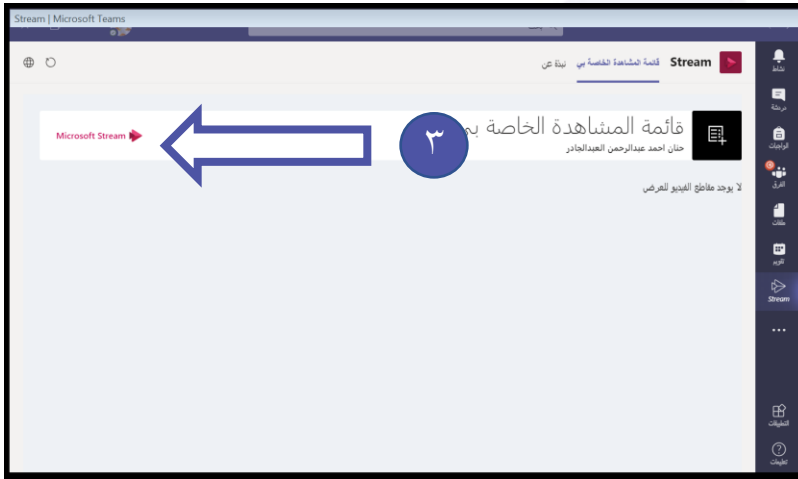 Stream | Microsoft Teams
Stream قائمة المشاهدة الخاصة بي نبذة عن
قائمة المشاهدة الخاصة بي
حنان احمد عبدالرحمن العبدالجادر
Microsoft Stream
٣
لا يوجد مقاطع الفيديو للعرض
نشاط
دردشة
الواجبات
الفرق
ملفات
تقويم
Stream
التطبيقات
تعليمات